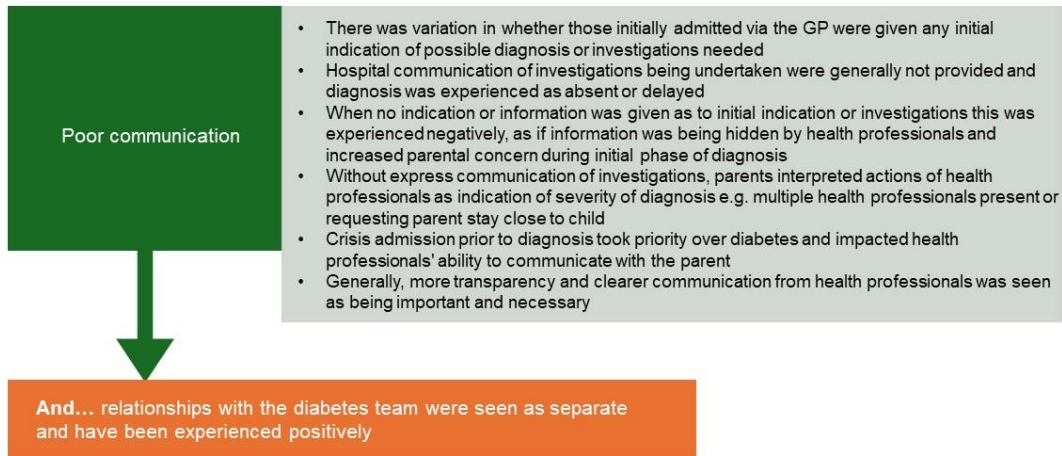 Poor communication
• There was variation in whether those initially admitted via the GP were given any initial
indication of possible diagnosis or investigations needed
• Hospital communication of investigations being undertaken were generally not provided and
diagnosis was experienced as absent or delayed
• When no indication or information was given as to initial indication or investigations this was
experienced negatively, as if information was being hidden by health professionals and
increased parental concern during initial phase of diagnosis
• Without express communication of investigations, parents interpreted actions of health
professionals as indication of severity of diagnosis e.g. multiple health professionals present or
requesting parent stay close to child
• Crisis admission prior to diagnosis took priority over diabetes and impacted health
professionals' ability to communicate with the parent
• Generally, more transparency and clearer communication from health professionals was seen
as being important and necessary
And... relationships with the diabetes team were seen as separate
and have been experienced positively